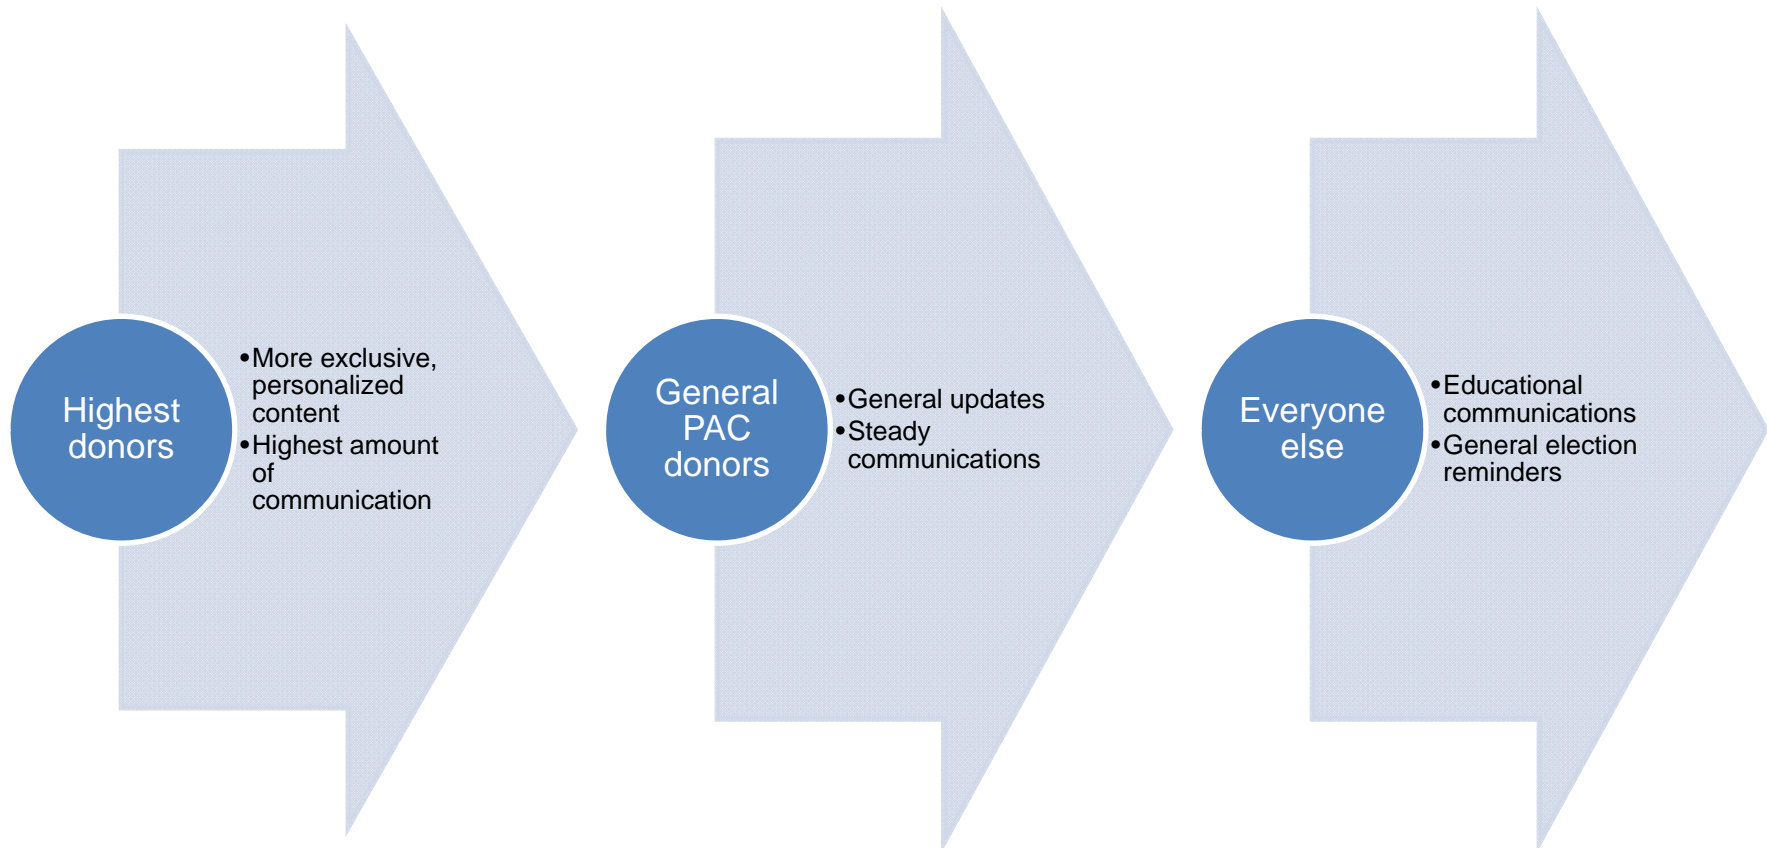 Highest
donors
•More exclusive,
personalized
content
•Highest amount
of
communication
General
PAC
donors
•General updates
•Steady
communications
Everyone
else
•Educational
communications
•General election
reminders